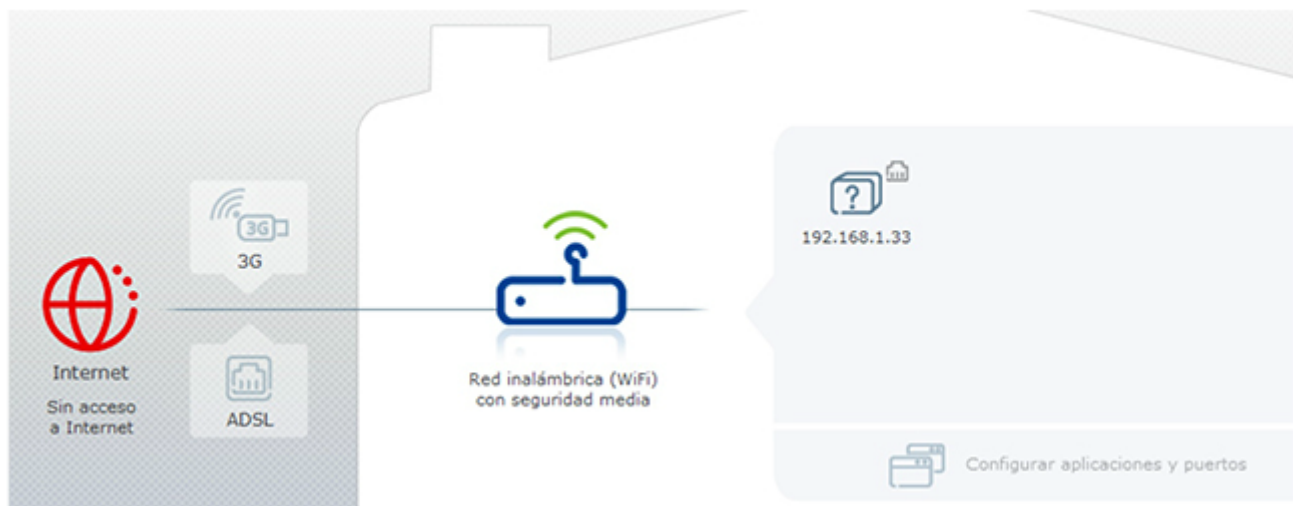 3G
3G
Internet
Sin acceso
a Internet
ADSL
Red inalámbrica (WiFi)
con seguridad media
?
192.168.1.33
Configurar aplicaciones y puertos